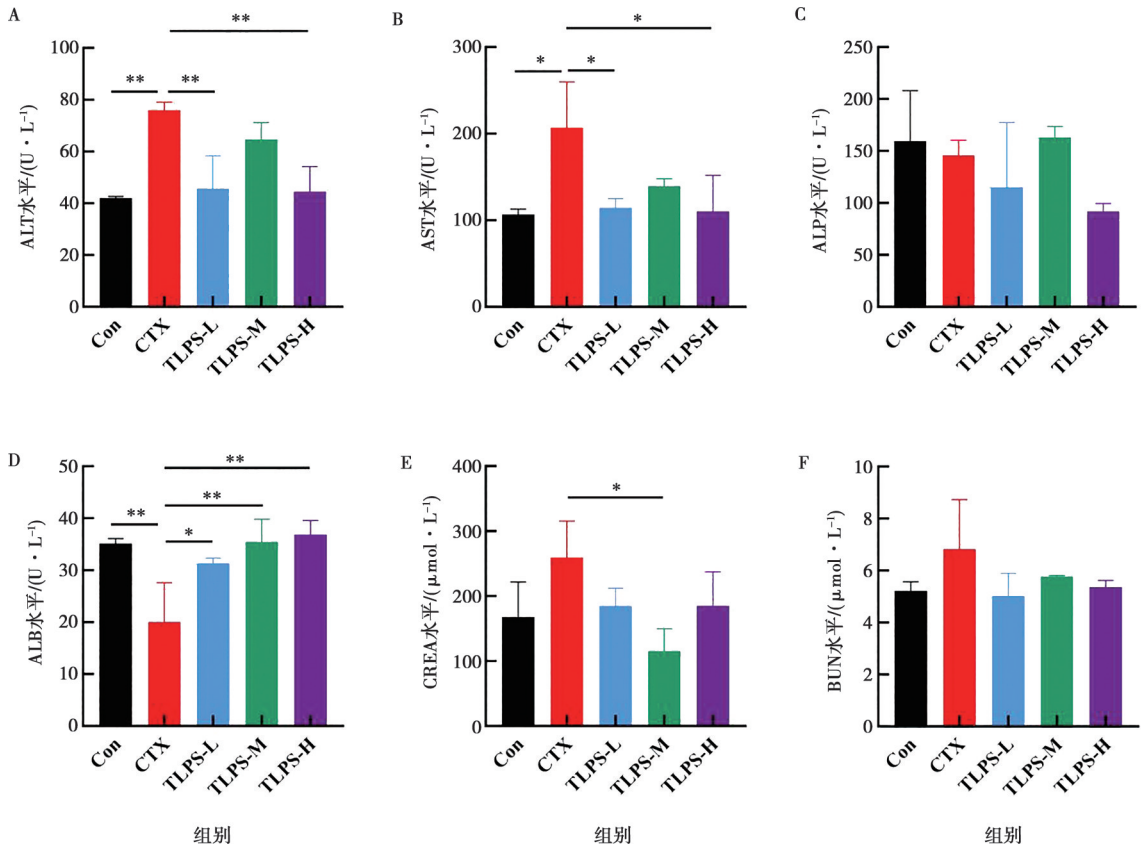 A
ALT水平/(U·L⁻¹)
100
80
60
40
20
0
**
**
**
Con
CTX
TLPS-L
TLPS-M
TLPS-H
B
AST水平/(U·L⁻¹)
300
200
100
0
*
*
*
Con
CTX
TLPS-L
TLPS-M
TLPS-H
C
ALP水平/(U·L⁻¹)
250
200
150
100
50
0
Con
CTX
TLPS-L
TLPS-M
TLPS-H
D
ALB水平/(U·L⁻¹)
50
40
30
20
10
0
**
**
**
*
Con
CTX
TLPS-L
TLPS-M
TLPS-H
组别
E
CREA水平/(μmol·L⁻¹)
400
300
200
100
0
*
Con
CTX
TLPS-L
TLPS-M
TLPS-H
组别
F
BUN水平/(μmol·L⁻¹)
10
8
6
4
2
0
Con
CTX
TLPS-L
TLPS-M
TLPS-H
组别